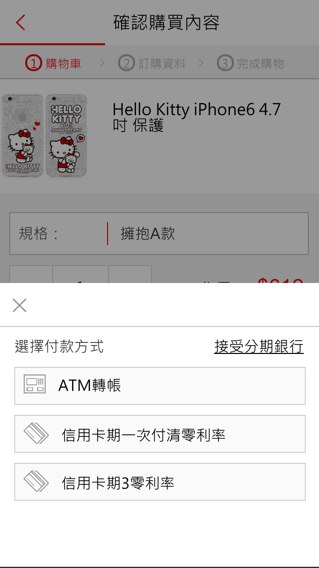 確認購買內容
1 購物車
2 訂購資料
3 完成購物
Hello Kitty iPhone6 4.7
吋 保護
HELLO KITTY
規格：
擁抱A款
選擇付款方式
接受分期銀行
ATM轉帳
信用卡期一次付清零利率
信用卡期3零利率